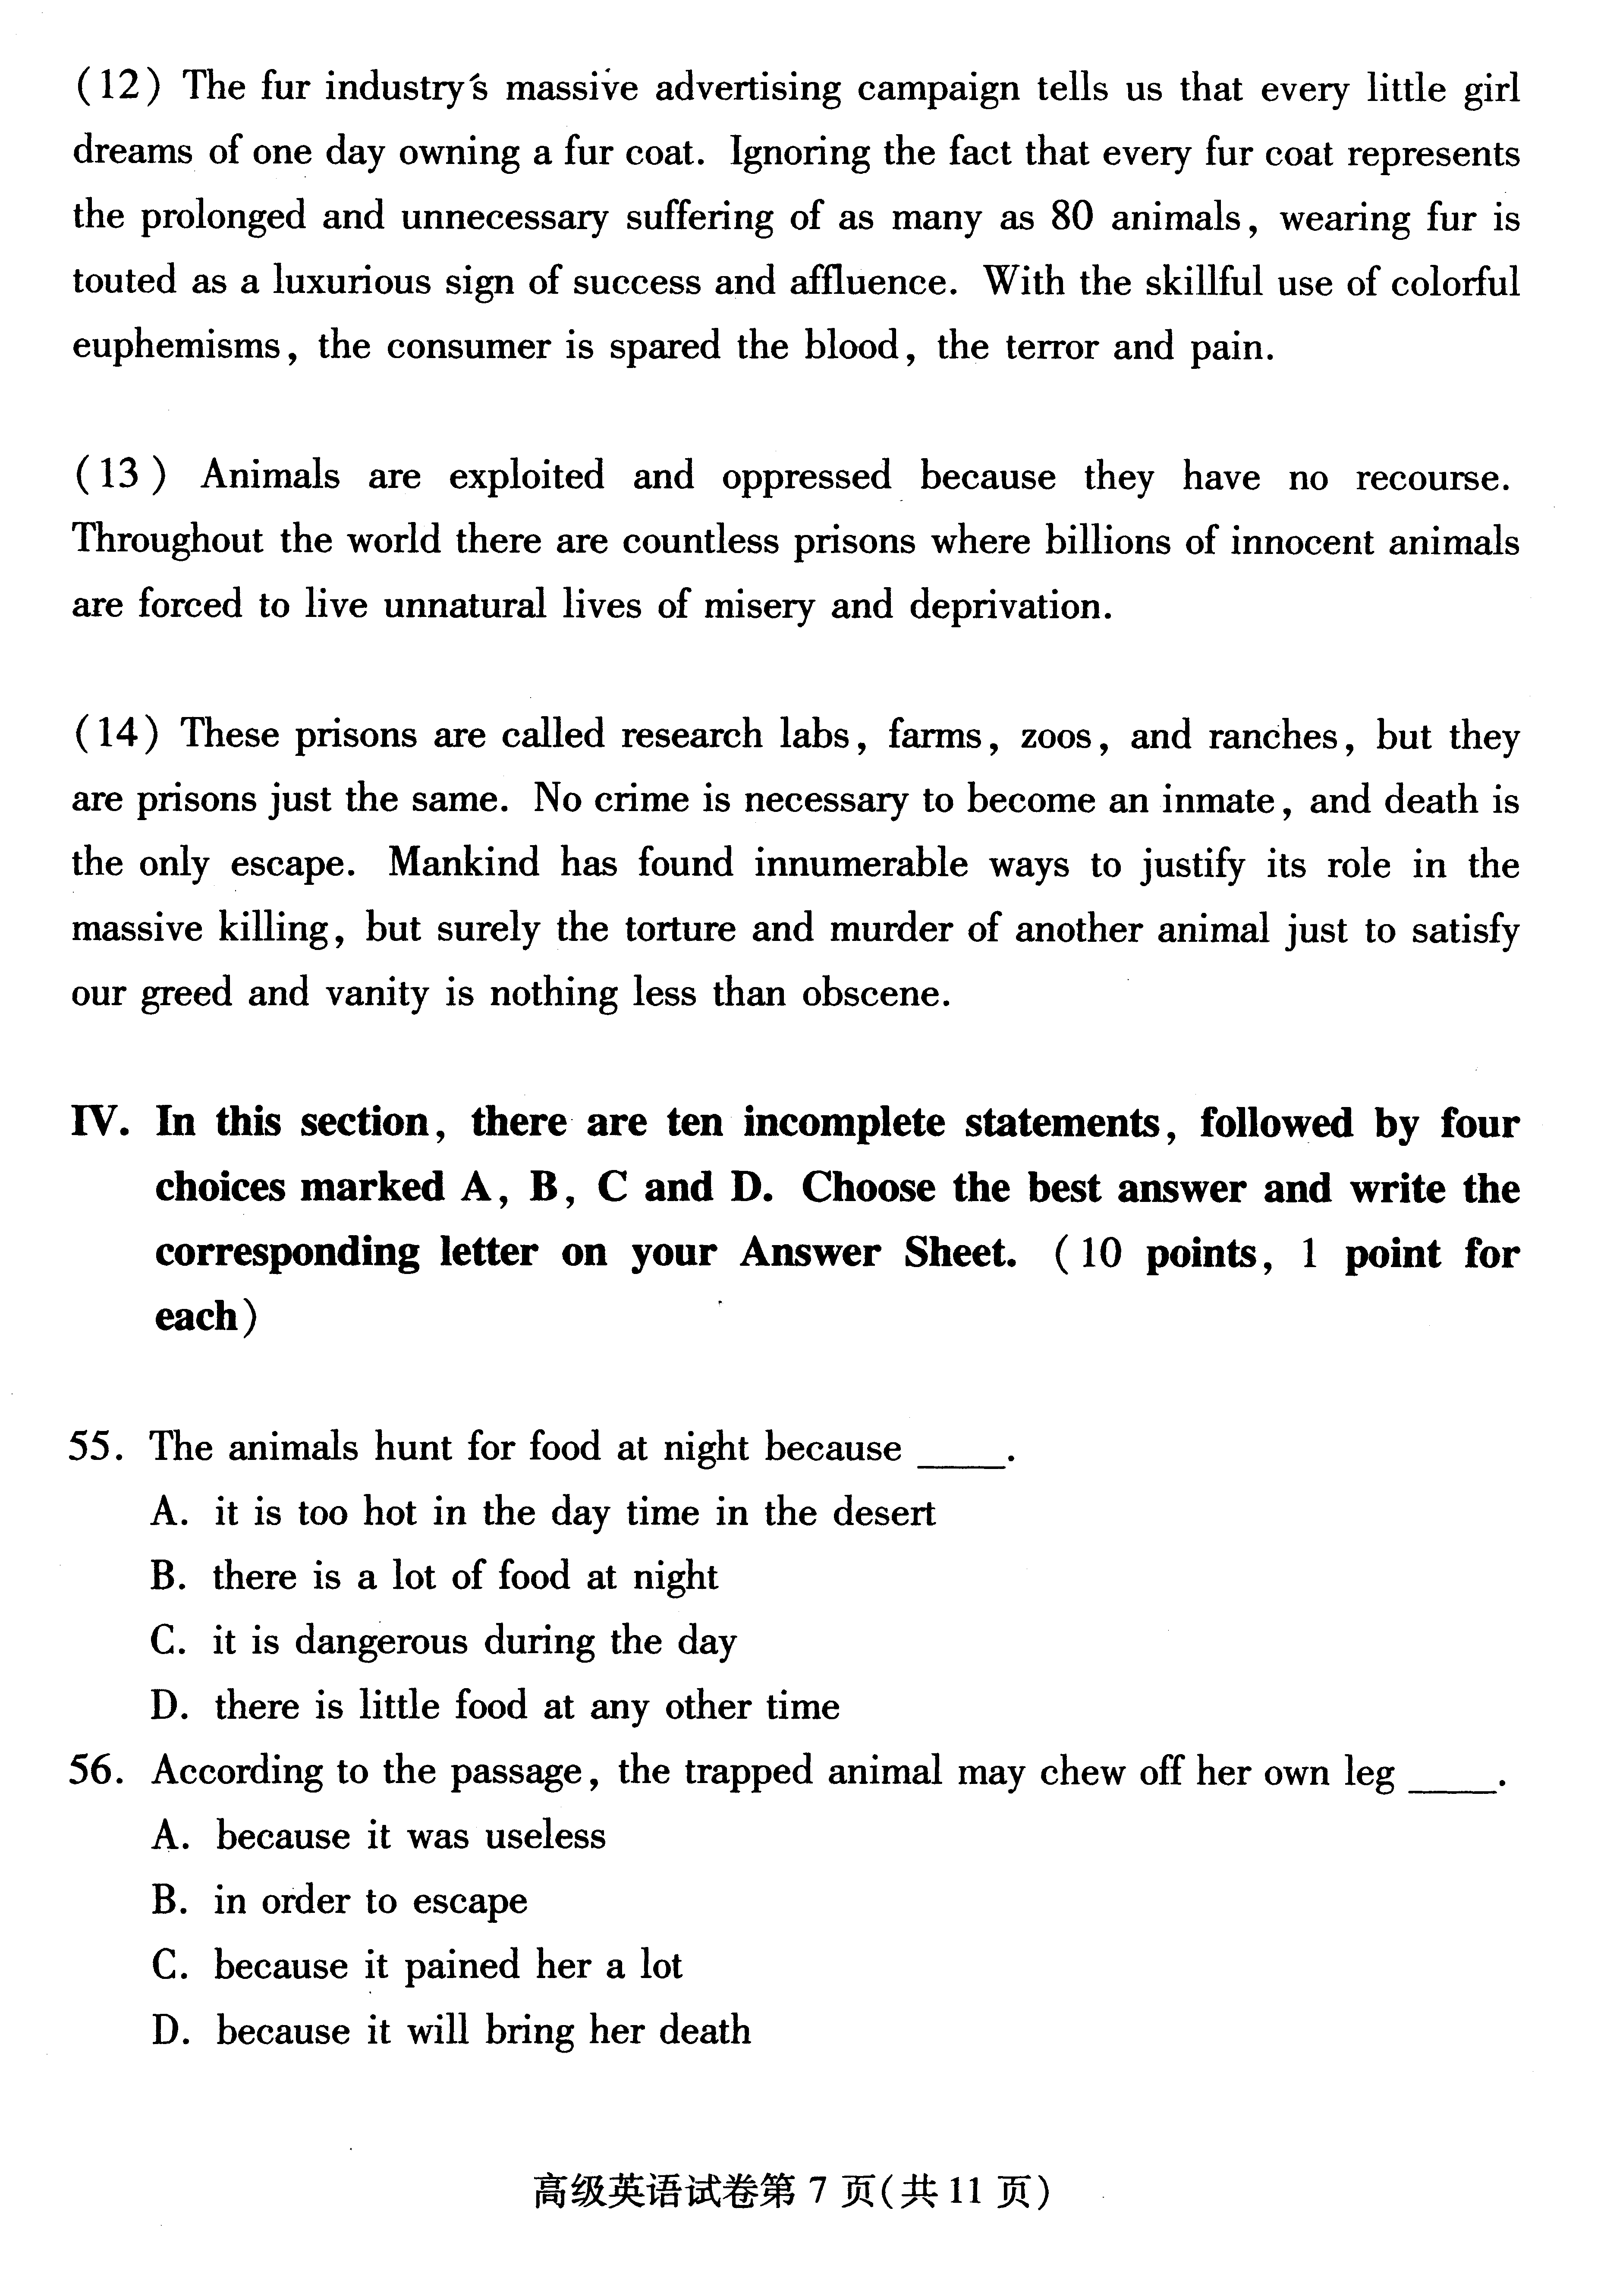 (12) The fur industry's massive advertising campaign tells us that every little girl
dreams of one day owning a fur coat. Ignoring the fact that every fur coat represents
the prolonged and unnecessary suffering of as many as 80 animals, wearing fur is
touted as a luxurious sign of success and affluence. With the skillful use of colorful
euphemisms, the consumer is spared the blood, the terror and pain.
(13) Animals are exploited and oppressed because they have no recourse.
Throughout the world there are countless prisons where billions of innocent animals
are forced to live unnatural lives of misery and deprivation.
(14) These prisons are called research labs, farms, zoos, and ranches, but they
are prisons just the same. No crime is necessary to become an inmate, and death is
the only escape. Mankind has found innumerable ways to justify its role in the
massive killing, but surely the torture and murder of another animal just to satisfy
our greed and vanity is nothing less than obscene.
IV. In this section, there are ten incomplete statements, followed by four
choices marked A, B, C and D. Choose the best answer and write the
corresponding letter on your Answer Sheet. (10 points, 1 point for
each)
55. The animals hunt for food at night because ____.
A. it is too hot in the day time in the desert
B. there is a lot of food at night
C. it is dangerous during the day
D. there is little food at any other time
56. According to the passage, the trapped animal may chew off her own leg ____.
A. because it was useless
B. in order to escape
C. because it pained her a lot
D. because it will bring her death
高级英语试卷第 7 页(共 11 页)